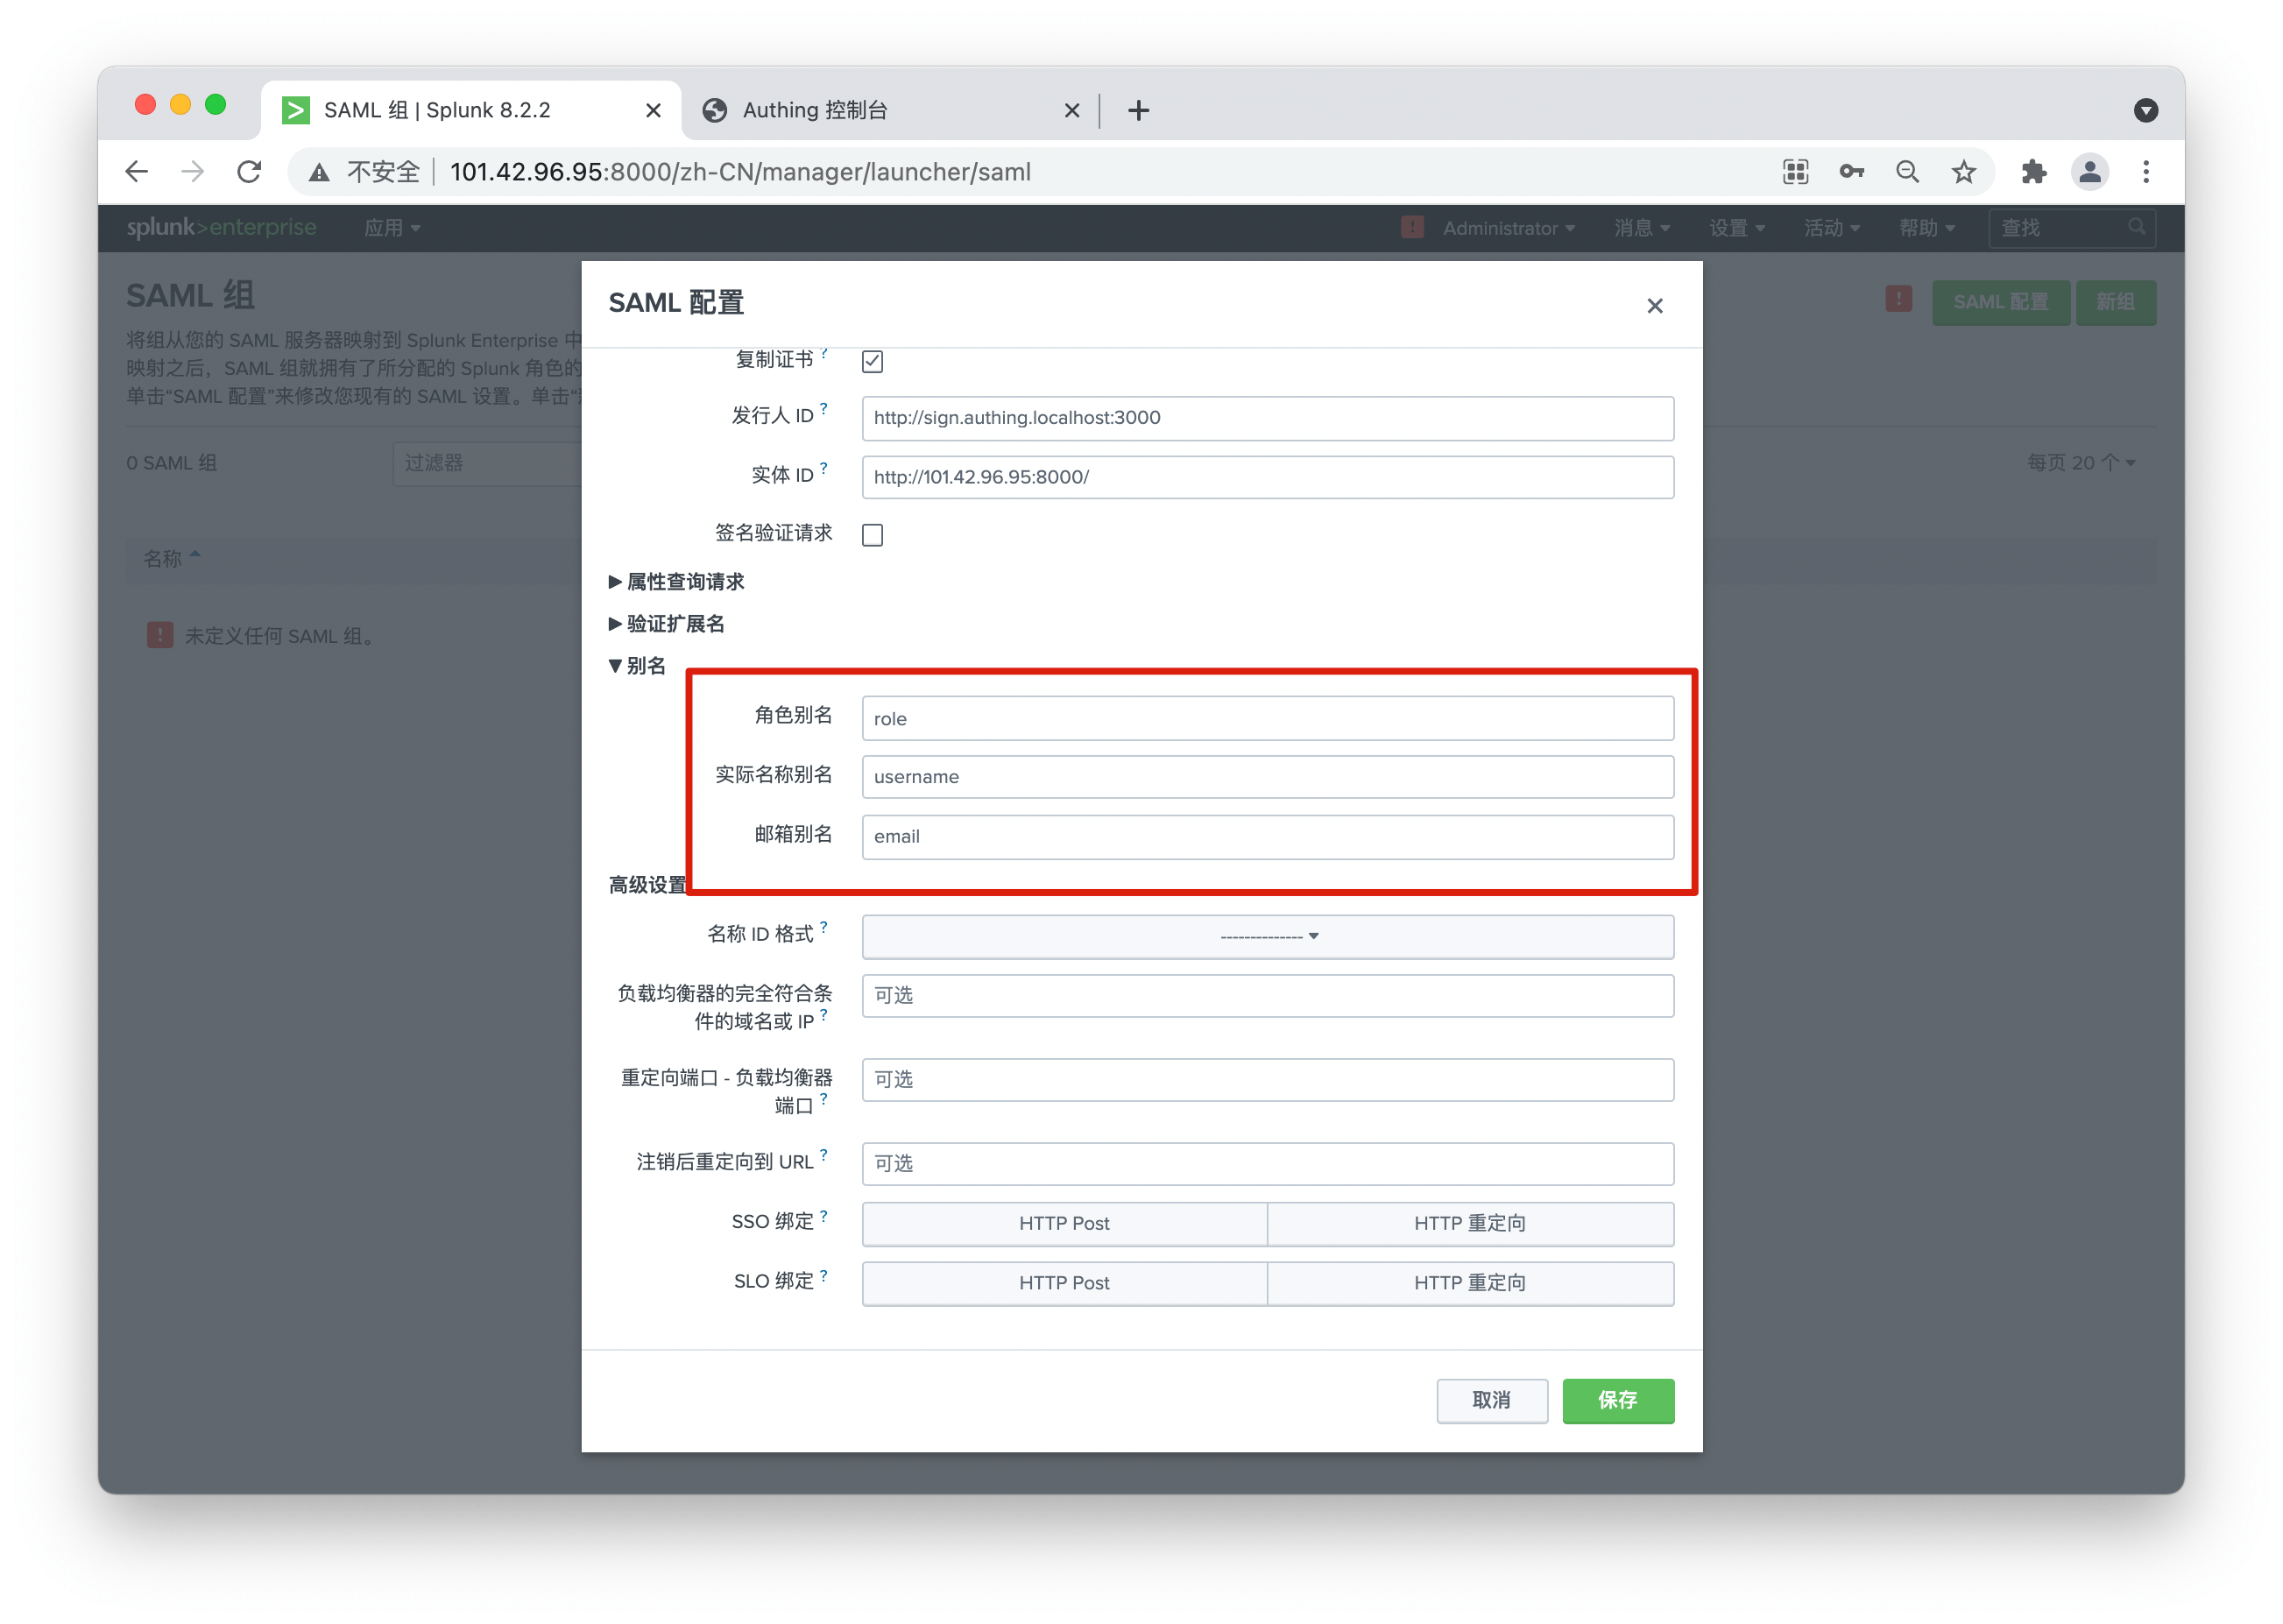 SAML 组 | Splunk 8.2.2
Authing 控制台
不安全
101.42.96.95:8000/zh-CN/manager/launcher/saml
splunk>enterprise
应用
Administrator
消息
设置
活动
帮助
查找
SAML 组
SAML 配置
新组
将组从您的 SAML 服务器映射到 Splunk Enterprise 中
映射之后，SAML 组就拥有了所分配的 Splunk 角色的
单击“SAML 配置”来修改您现有的 SAML 设置。单击“
0 SAML 组
过滤器
每页 20 个
名称
未定义任何 SAML 组。
SAML 配置
复制证书 ?
发行人 ID ?
http://sign.authing.localhost:3000
实体 ID ?
http://101.42.96.95:8000/
签名验证请求
属性查询请求
验证扩展名
别名
角色别名
role
实际名称别名
username
邮箱别名
email
高级设置
名称 ID 格式 ?
--------------
负载均衡器的完全符合条
件的域名或 IP ?
可选
重定向端口 - 负载均衡器
端口 ?
可选
注销后重定向到 URL ?
可选
SSO 绑定 ?
HTTP Post
HTTP 重定向
SLO 绑定 ?
HTTP Post
HTTP 重定向
取消
保存